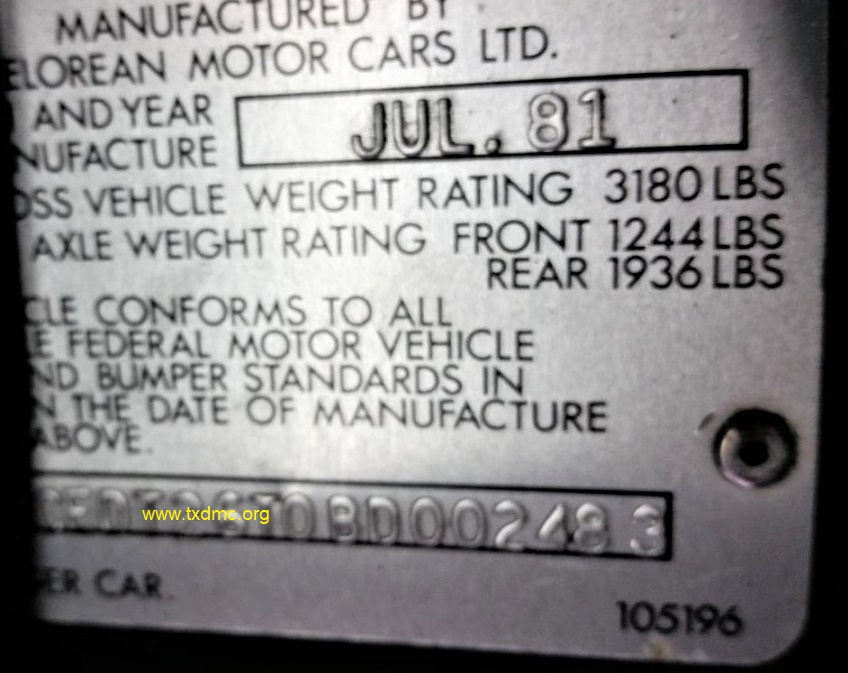 MANUFACTURED BY
ELOREAN MOTOR CARS LTD.
AND YEAR
JUL. 81
NUFACTURE
OSS VEHICLE WEIGHT RATING 3180 LBS
AXLE WEIGHT RATING FRONT 1244 LBS
REAR 1936 LBS
CLE CONFORMS TO ALL
E FEDERAL MOTOR VEHICLE
ND BUMPER STANDARDS IN
N THE DATE OF MANUFACTURE
ABOVE.
CEDT26T0BD002483
www.txdmc.org
ER CAR.
105196